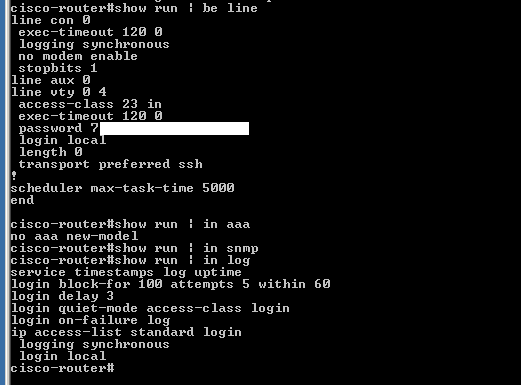 cisco-router#show run | be line
line con 0
 exec-timeout 120 0
 logging synchronous
 no modem enable
 stopbits 1
line aux 0
line vty 0 4
 access-class 23 in
 exec-timeout 120 0
 password 7
 login local
 length 0
 transport preferred ssh
!
scheduler max-task-time 5000
end
cisco-router#show run | in aaa
no aaa new-model
cisco-router#show run | in snmp
cisco-router#show run | in log
service timestamps log uptime
login block-for 100 attempts 5 within 60
login delay 3
login quiet-mode access-class login
login on-failure log
ip access-list standard login
 logging synchronous
 login local
cisco-router#